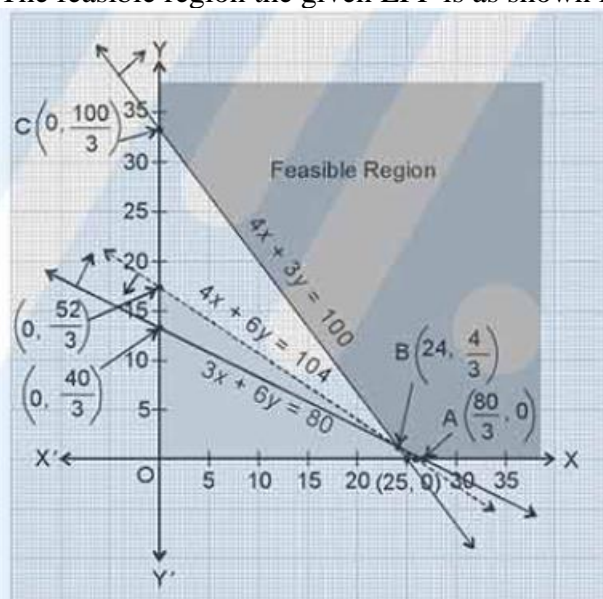 The feasible region the given LPP is as shown
Y
35
C(0, 100/3)
30
Feasible Region
25
4x + 3y = 100
20
4x + 6y = 104
15
(0, 52/3)
B(24, 4/3)
10
(0, 40/3)
3x + 6y = 80
A(80/3, 0)
5
X′
X
O
5 10 15 20 (25, 0) 30 35
Y′